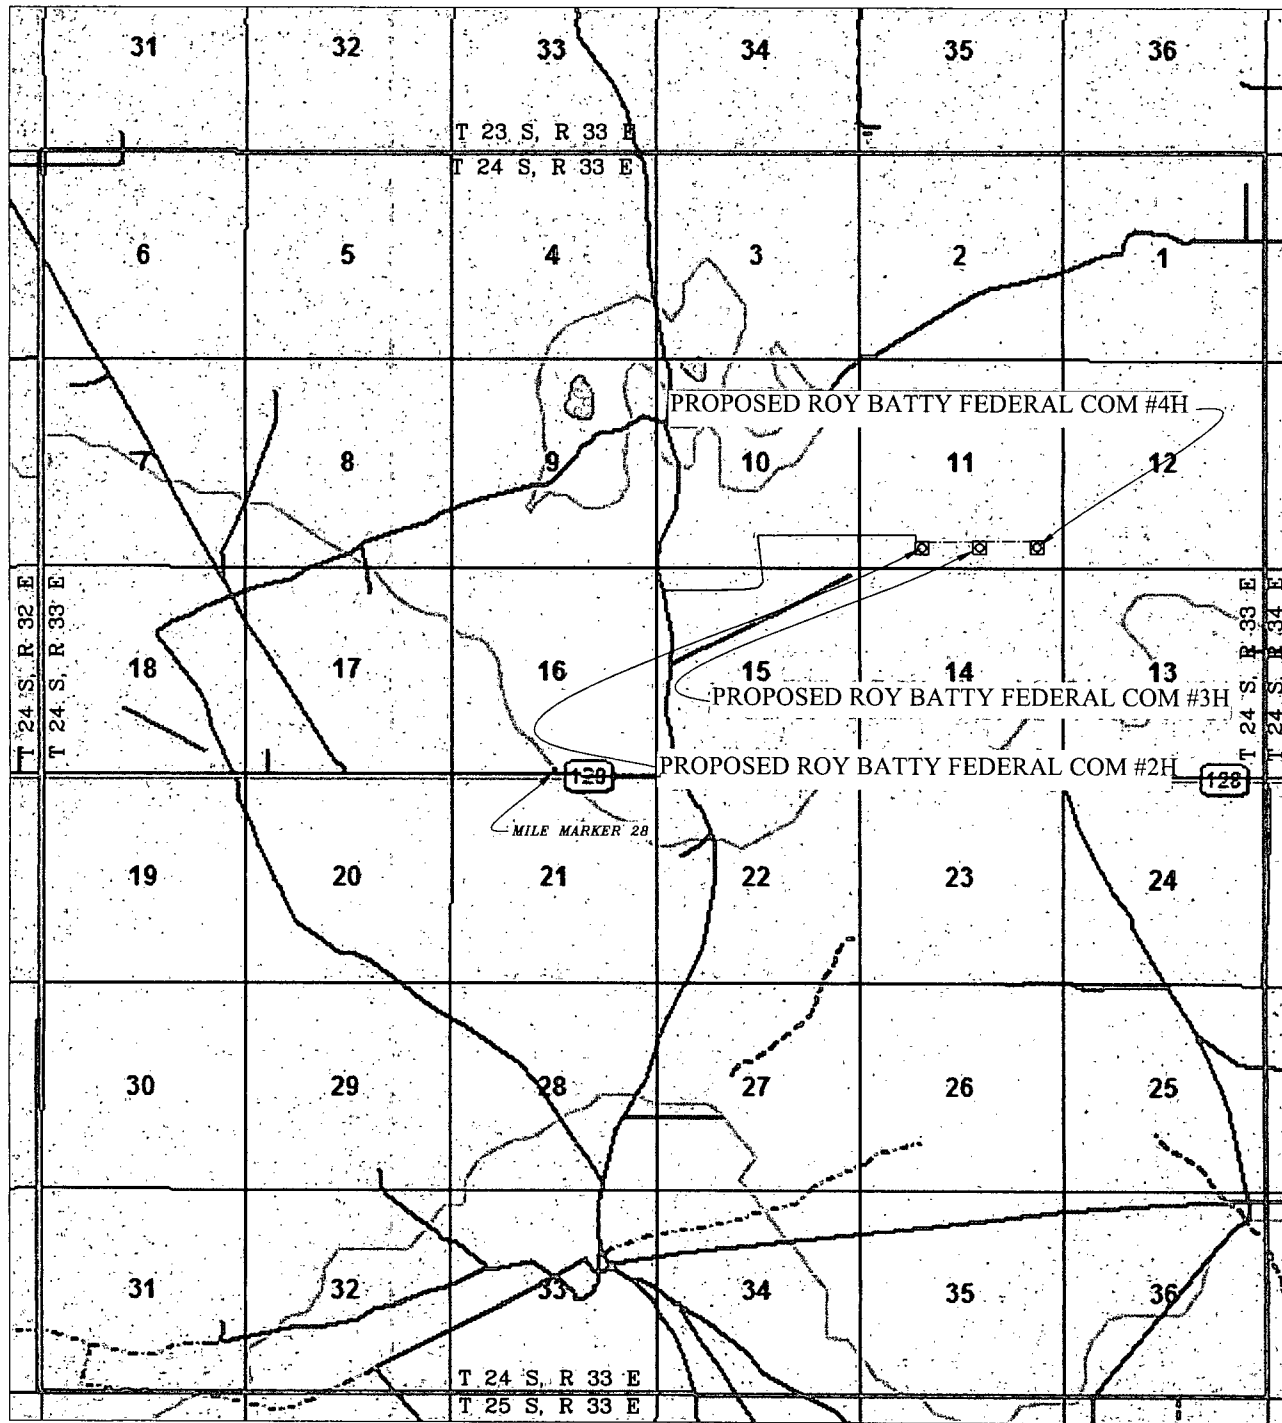 31 32 33 34 35 36
T 23 S, R 33 E
T 24 S, R 33 E
6 5 4 3 2 1
PROPOSED ROY BATTY FEDERAL COM #4H
7 8 9 10 11 12
T 24 S, R 32 E
T 24 S, R 33 E
T 24 S, R 33 E
T 24 S, R 34 E
18 17 16 15 14 13
PROPOSED ROY BATTY FEDERAL COM #3H
PROPOSED ROY BATTY FEDERAL COM #2H
128 128
MILE MARKER 28
19 20 21 22 23 24
30 29 28 27 26 25
31 32 33 34 35 36
T 24 S, R 33 E
T 25 S, R 33 E